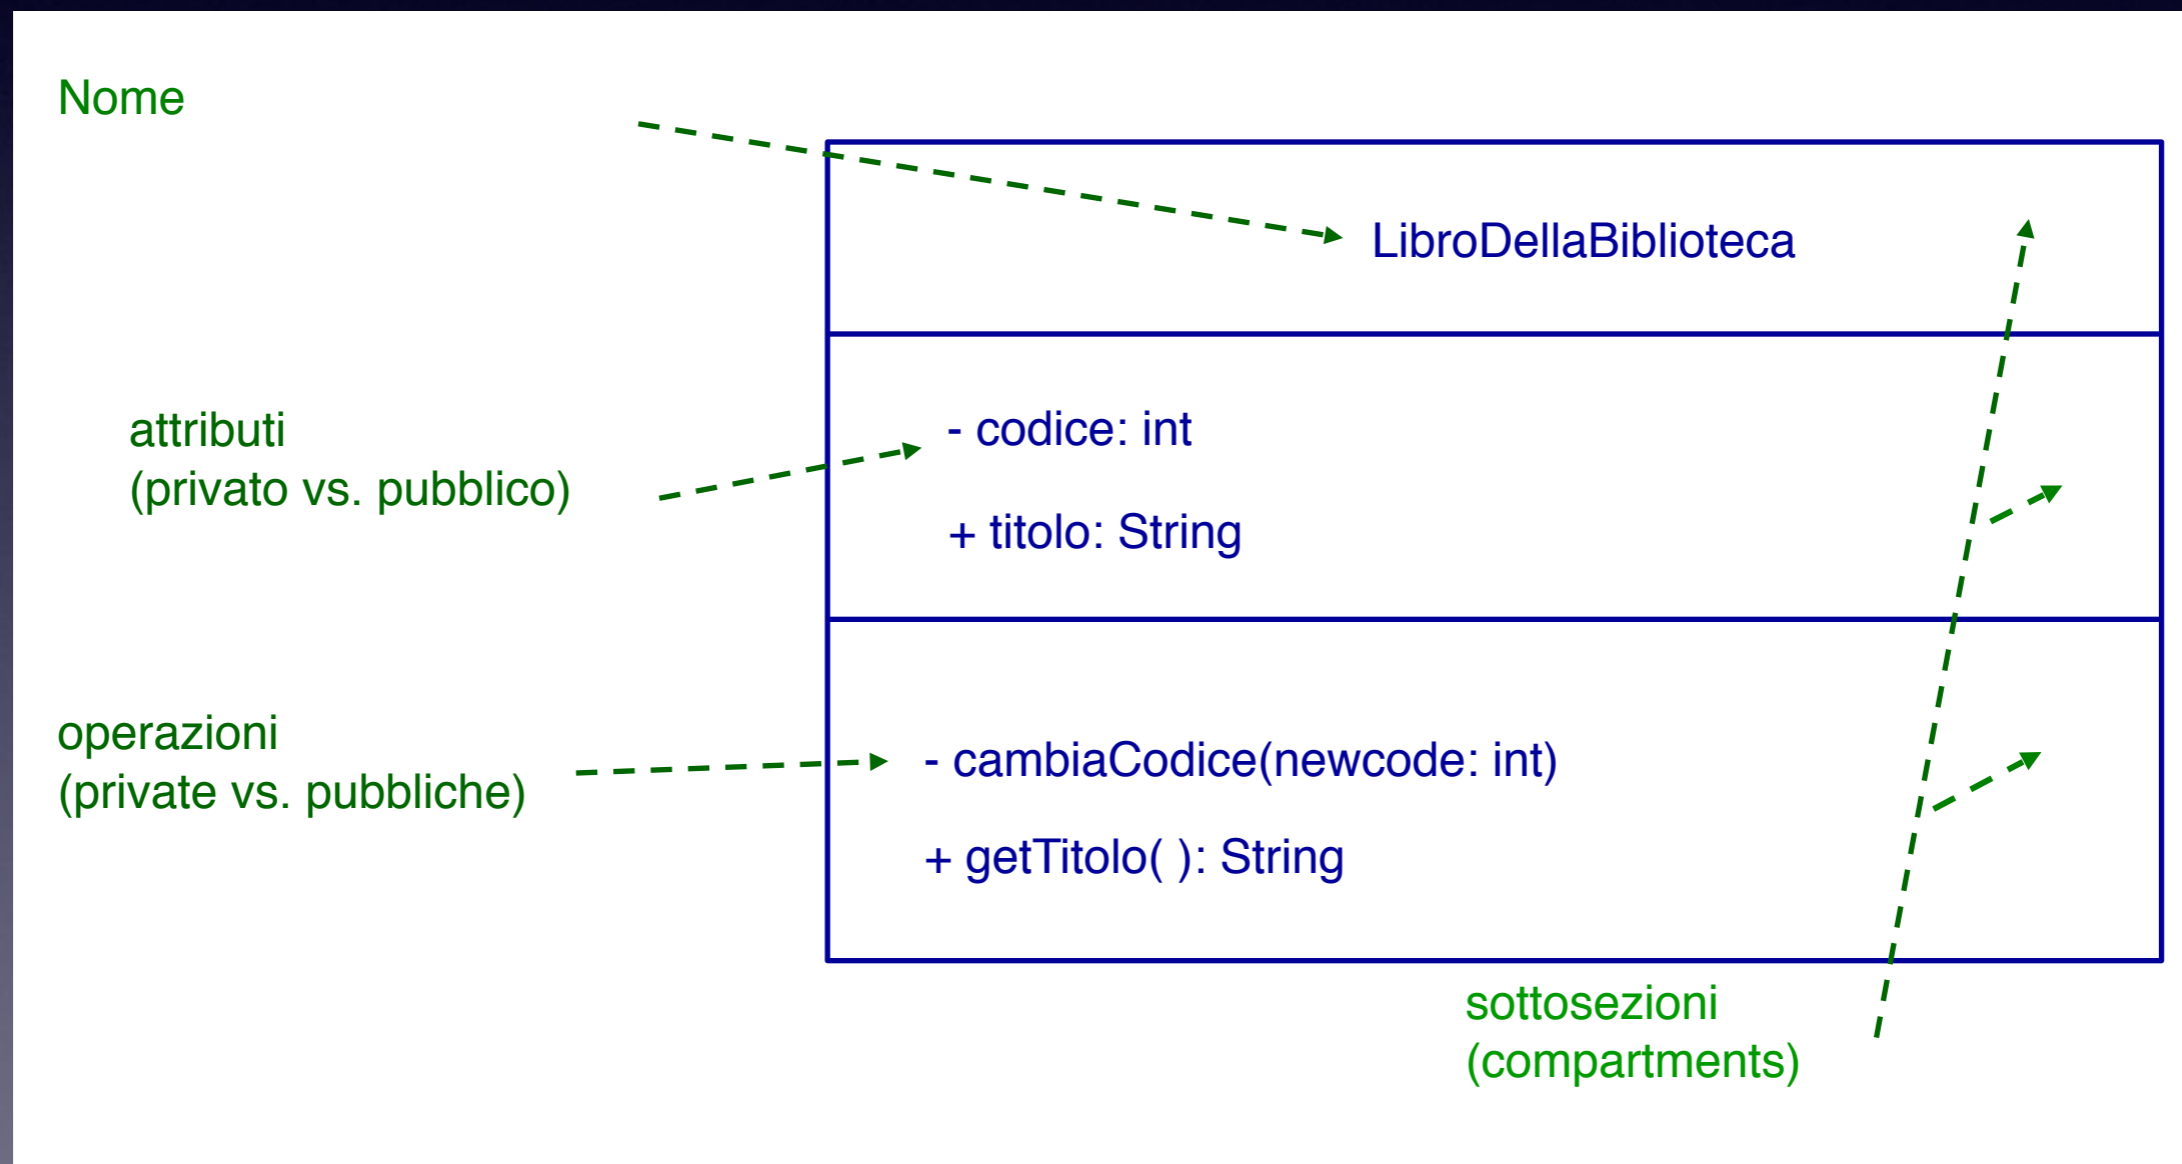 Nome
LibroDellaBiblioteca
attributi
(privato vs. pubblico)
- codice: int
+ titolo: String
operazioni
(private vs. pubbliche)
- cambiaCodice(newcode: int)
+ getTitolo( ): String
sottosezioni
(compartments)